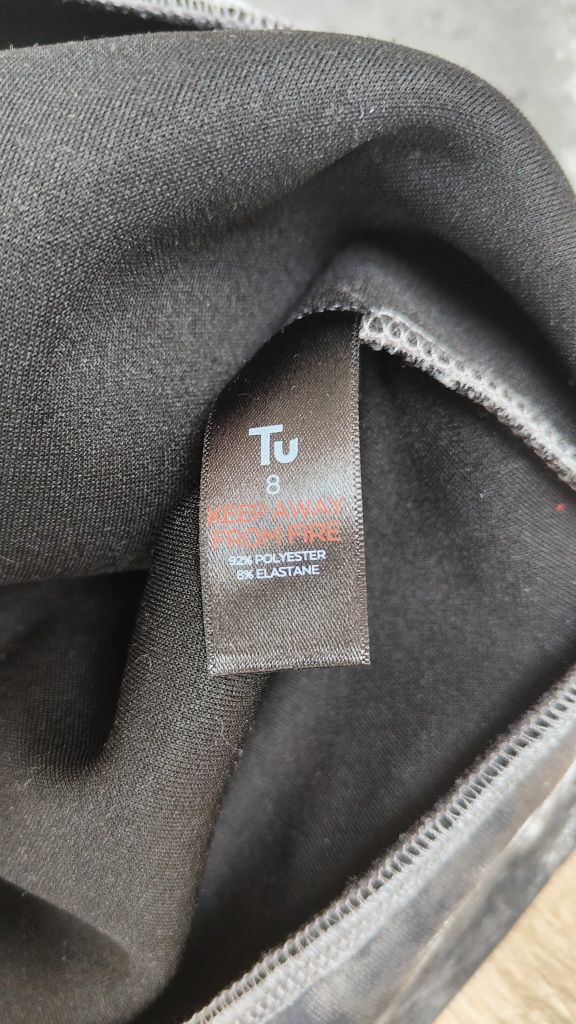 Tu
8
KEEP AWAY
FROM FIRE
92% POLYESTER
8% ELASTANE